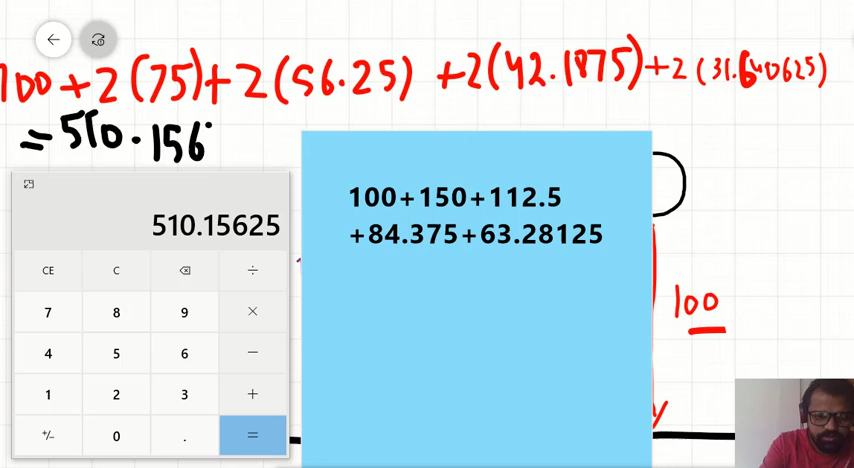 100+2(75)+2(56.25)+2(42.1875)+2(31.640625)
=510.156
510.15625
CE C ⌫ ÷
7 8 9 ×
4 5 6 −
1 2 3 +
+/− 0 . =
100+150+112.5
+84.375+63.28125
100